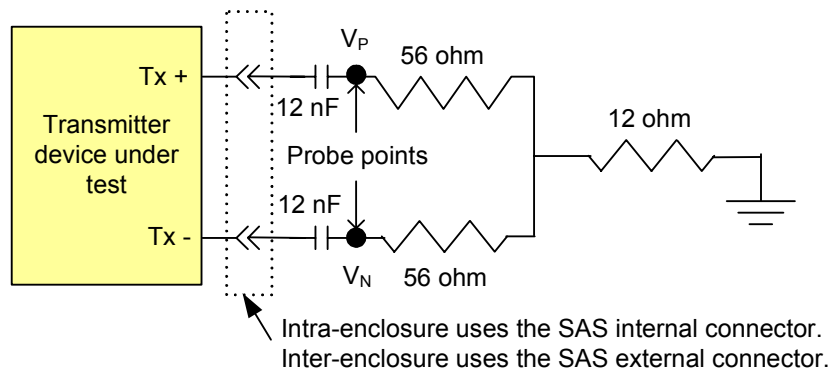 V_P
56 ohm
Tx +
12 nF
12 ohm
Transmitter
device under
test
Probe points
12 nF
Tx -
V_N
56 ohm
Intra-enclosure uses the SAS internal connector.
Inter-enclosure uses the SAS external connector.